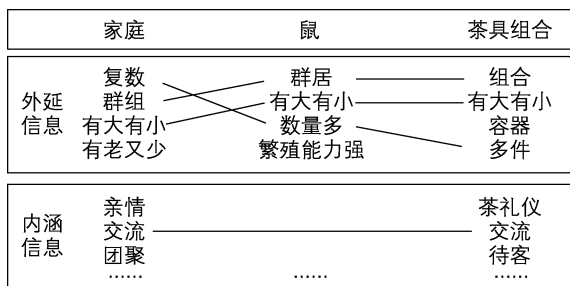 家庭 鼠 茶具组合
外延信息
复数 群居 组合
群组 有大有小 有大有小
有大有小 数量多 容器
有老又少 繁殖能力强 多件
内涵信息
亲情 茶礼仪
交流 交流
团聚 待客
...... ...... ......